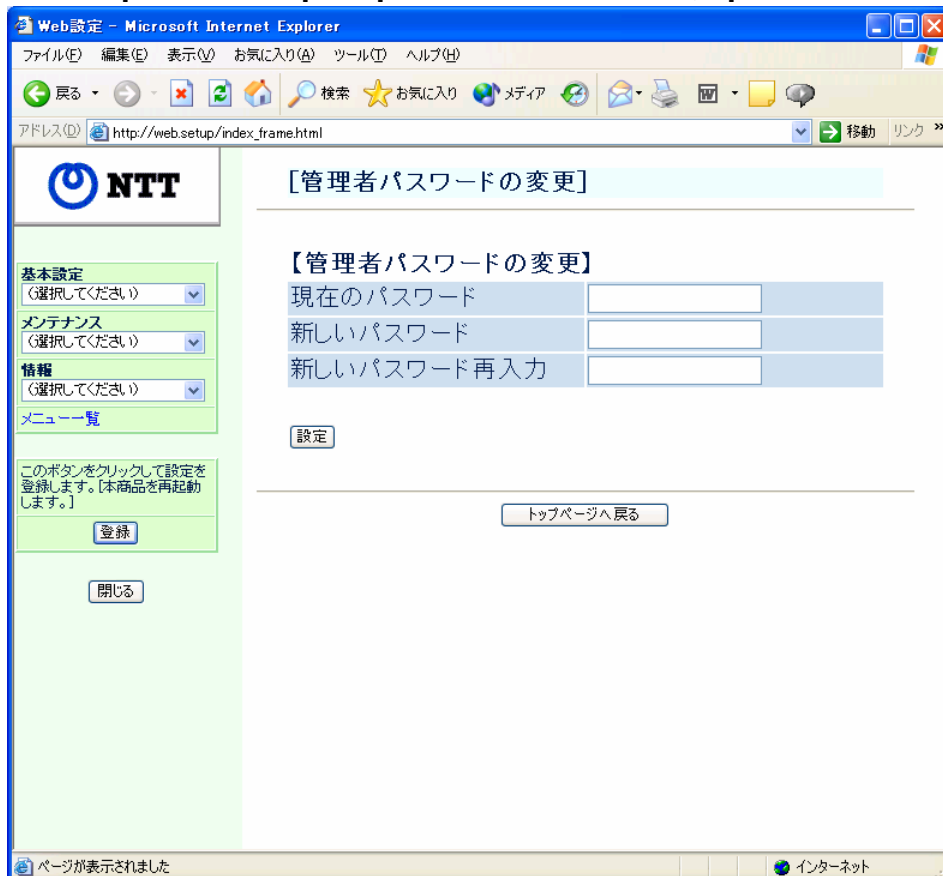 Web設定 - Microsoft Internet Explorer
ファイル(F) 編集(E) 表示(V) お気に入り(A) ツール(T) ヘルプ(H)
戻る 検索 お気に入り メディア
アドレス(D) http://web.setup/index_frame.html 移動 リンク »
NTT
[管理者パスワードの変更]
基本設定
(選択してください)
メンテナンス
(選択してください)
情報
(選択してください)
メニュー一覧
このボタンをクリックして設定を
登録します。[本商品を再起動
します。]
登録
閉じる
【管理者パスワードの変更】
現在のパスワード
新しいパスワード
新しいパスワード再入力
設定
トップページへ戻る
ページが表示されました インターネット